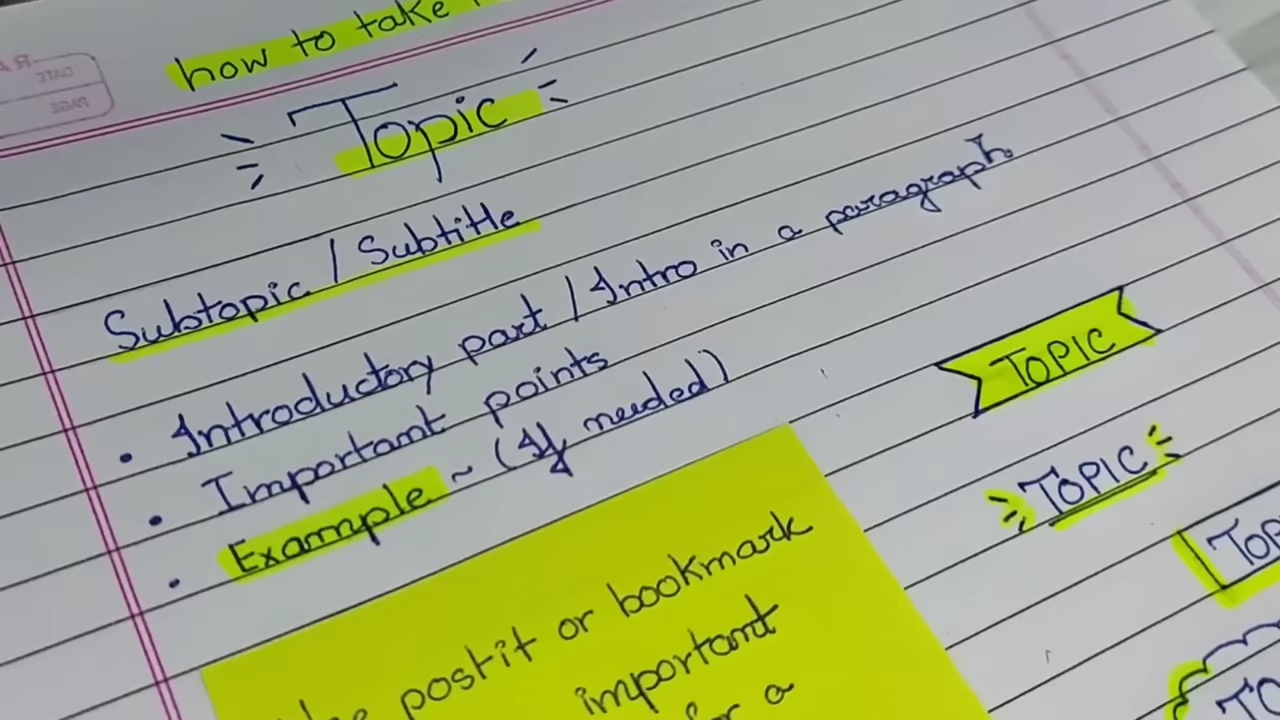 how to take
Topic
Subtopic / Subtitle
• Introductory part / Intro in a paragraph
• Important points
• Example ~ (If needed)
TOPIC
TOPIC
postit or bookmark
important
for a